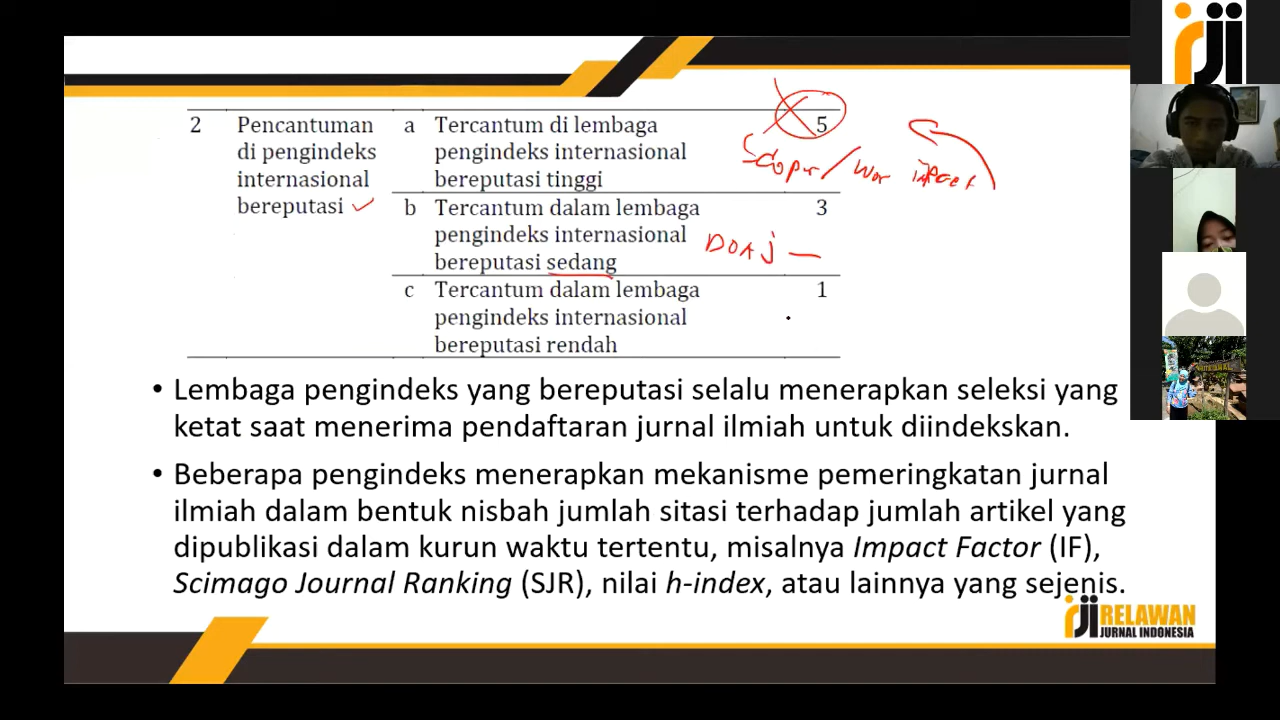 rji
2 Pencantuman a Tercantum di lembaga 5
di pengindeks pengindeks internasional
internasional bereputasi tinggi
Scopus / Wos impact
bereputasi b Tercantum dalam lembaga 3
pengindeks internasional
DOAJ
bereputasi sedang
c Tercantum dalam lembaga 1
pengindeks internasional
bereputasi rendah
• Lembaga pengindeks yang bereputasi selalu menerapkan seleksi yang
ketat saat menerima pendaftaran jurnal ilmiah untuk diindekskan.
• Beberapa pengindeks menerapkan mekanisme pemeringkatan jurnal
ilmiah dalam bentuk nisbah jumlah sitasi terhadap jumlah artikel yang
dipublikasi dalam kurun waktu tertentu, misalnya Impact Factor (IF),
Scimago Journal Ranking (SJR), nilai h-index, atau lainnya yang sejenis.
rji RELAWAN
JURNAL INDONESIA